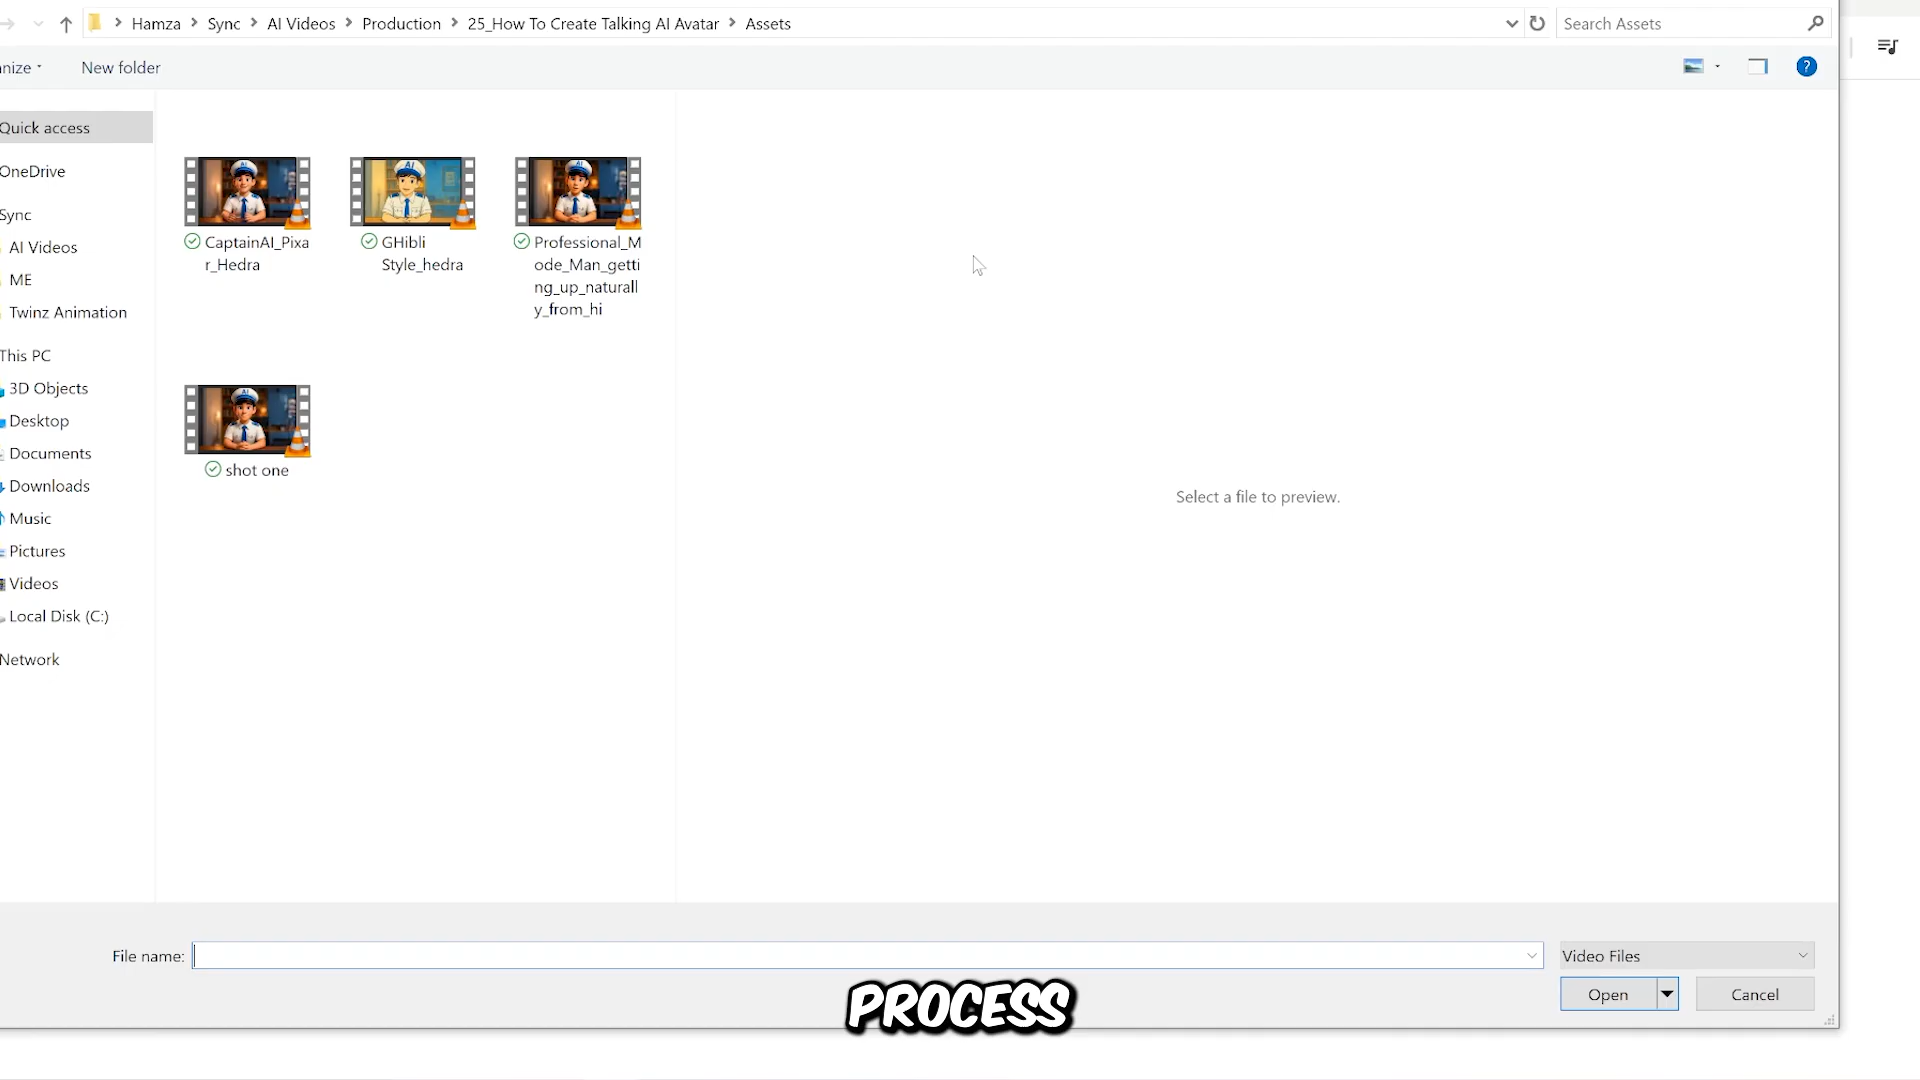 Hamza > Sync > AI Videos > Production > 25_How To Create Talking AI Avatar > Assets
Search Assets
nize
New folder
?
Quick access
OneDrive
Sync
AI Videos
ME
Twinz Animation
This PC
3D Objects
Desktop
Documents
Downloads
Music
Pictures
Videos
Local Disk (C:)
Network
CaptainAI_Pixa
r_Hedra
GHibli
Style_hedra
Professional_M
ode_Man_getti
ng_up_naturall
y_from_hi
shot one
Select a file to preview.
File name:
Video Files
Open
Cancel
PROCESS